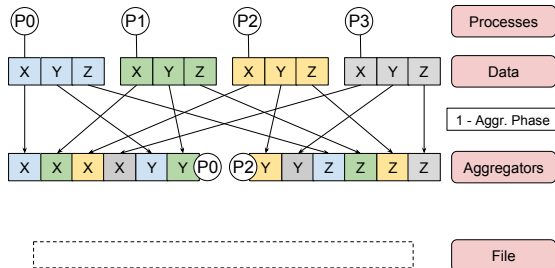 P0 P1 P2 P3 Processes
X Y Z X Y Z X Y Z X Y Z Data
1 - Aggr. Phase
X X X X Y Y P0 P2 Y Y Z Z Z Z Aggregators
File